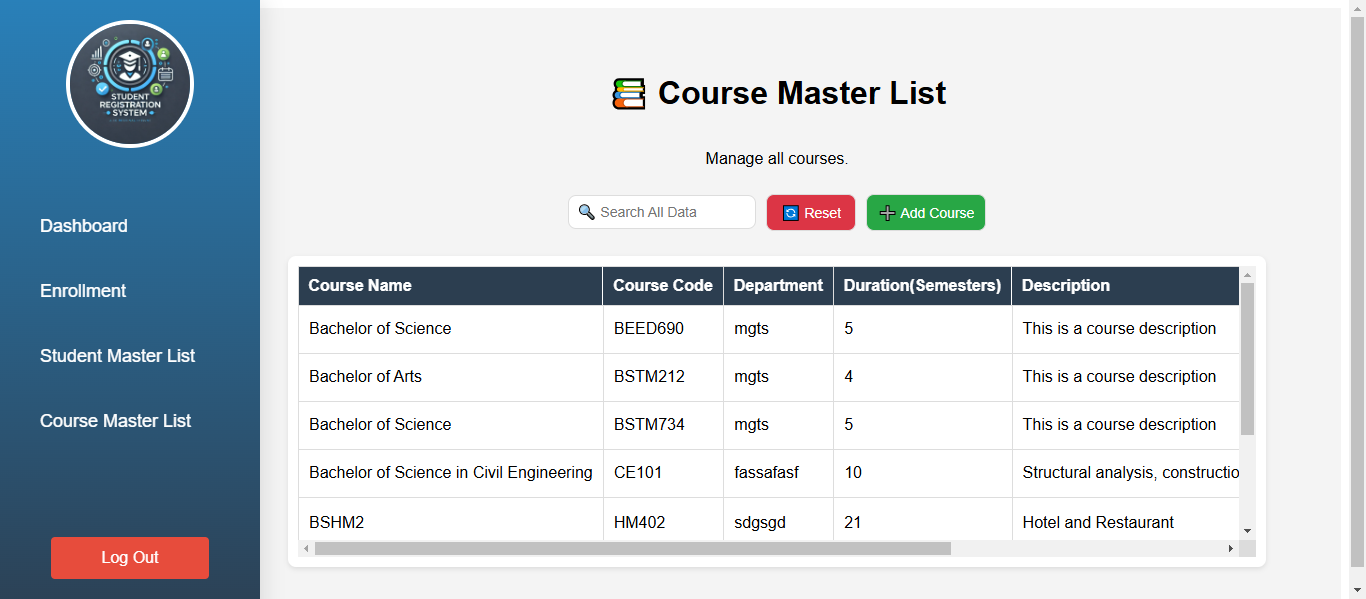 STUDENT
REGISTRATION
SYSTEM
Dashboard
Enrollment
Student Master List
Course Master List
Log Out
Course Master List
Manage all courses.
Search All Data Reset Add Course
Course Name Course Code Department Duration(Semesters) Description
Bachelor of Science BEED690 mgts 5 This is a course description
Bachelor of Arts BSTM212 mgts 4 This is a course description
Bachelor of Science BSTM734 mgts 5 This is a course description
Bachelor of Science in Civil Engineering CE101 fassafasf 10 Structural analysis, constructio
BSHM2 HM402 sdgsgd 21 Hotel and Restaurant